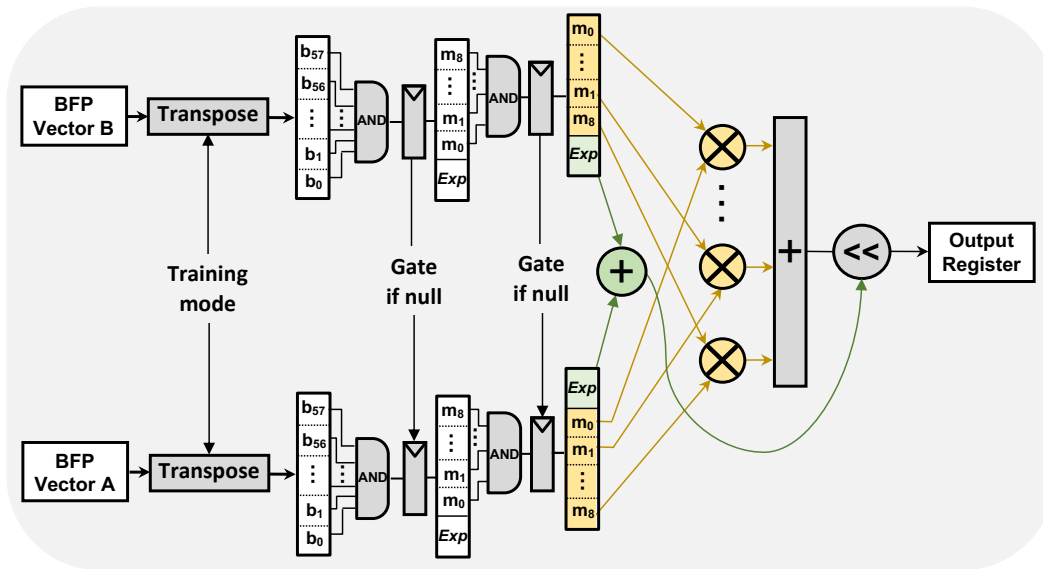 BFP
Vector B
Transpose
b57
b56
⋮ ⋮
b1
b0
AND
m8
⋮ ⋮
m1
m0
Exp
AND
m0
⋮
m1
m8
Exp
Training
mode
Gate
if null
Gate
if null
+
+
<<
Output
Register
BFP
Vector A
Transpose
b57
b56
⋮ ⋮
b1
b0
AND
m8
⋮ ⋮
m1
m0
Exp
AND
Exp
m0
m1
⋮
m8